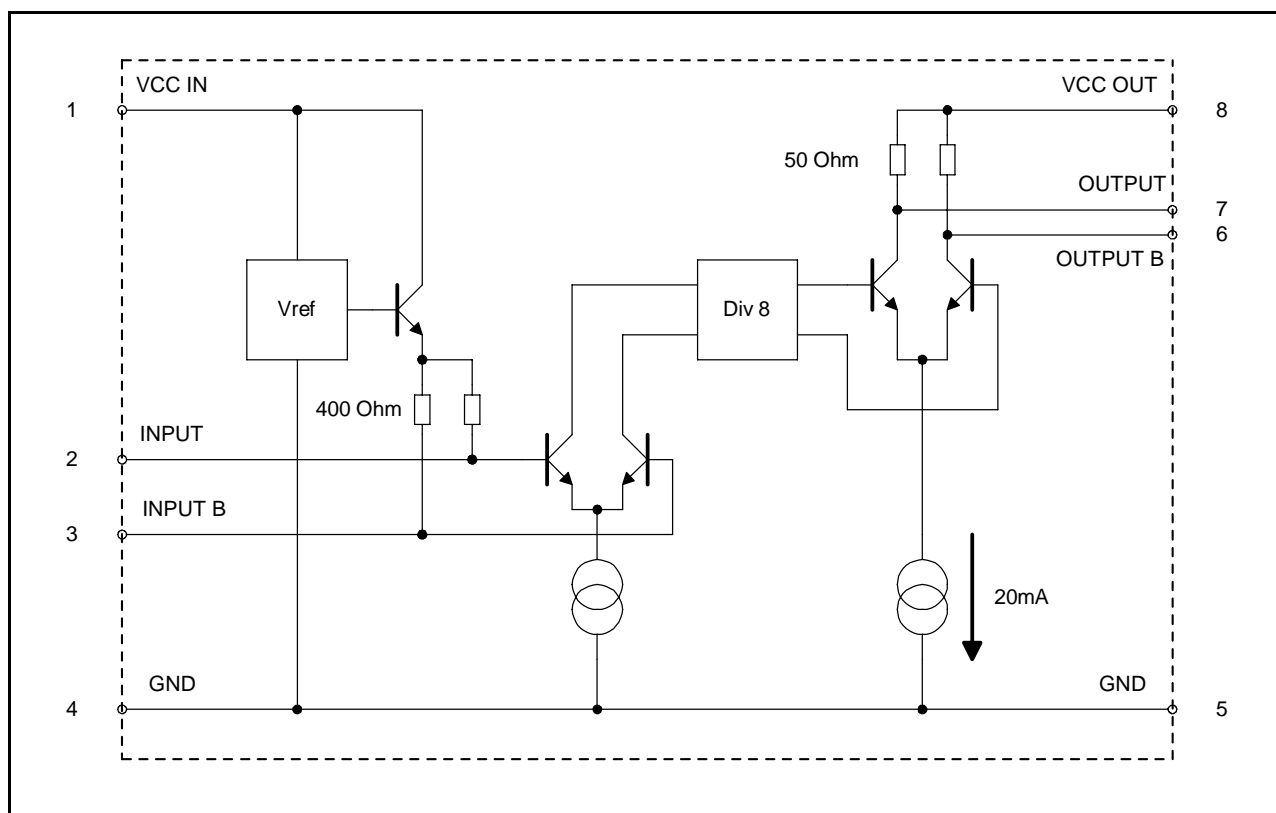 VCC IN
VCC OUT
1
8
50 Ohm
OUTPUT
7
6
OUTPUT B
Vref
Div 8
400 Ohm
INPUT
2
INPUT B
3
20mA
GND
GND
4
5